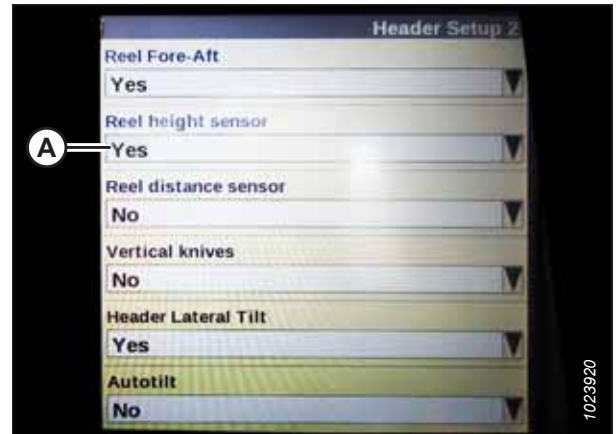 Header Setup 2
Reel Fore-Aft
Yes
Reel height sensor
A
Yes
Reel distance sensor
No
Vertical knives
No
Header Lateral Tilt
Yes
Autotilt
No
1023920